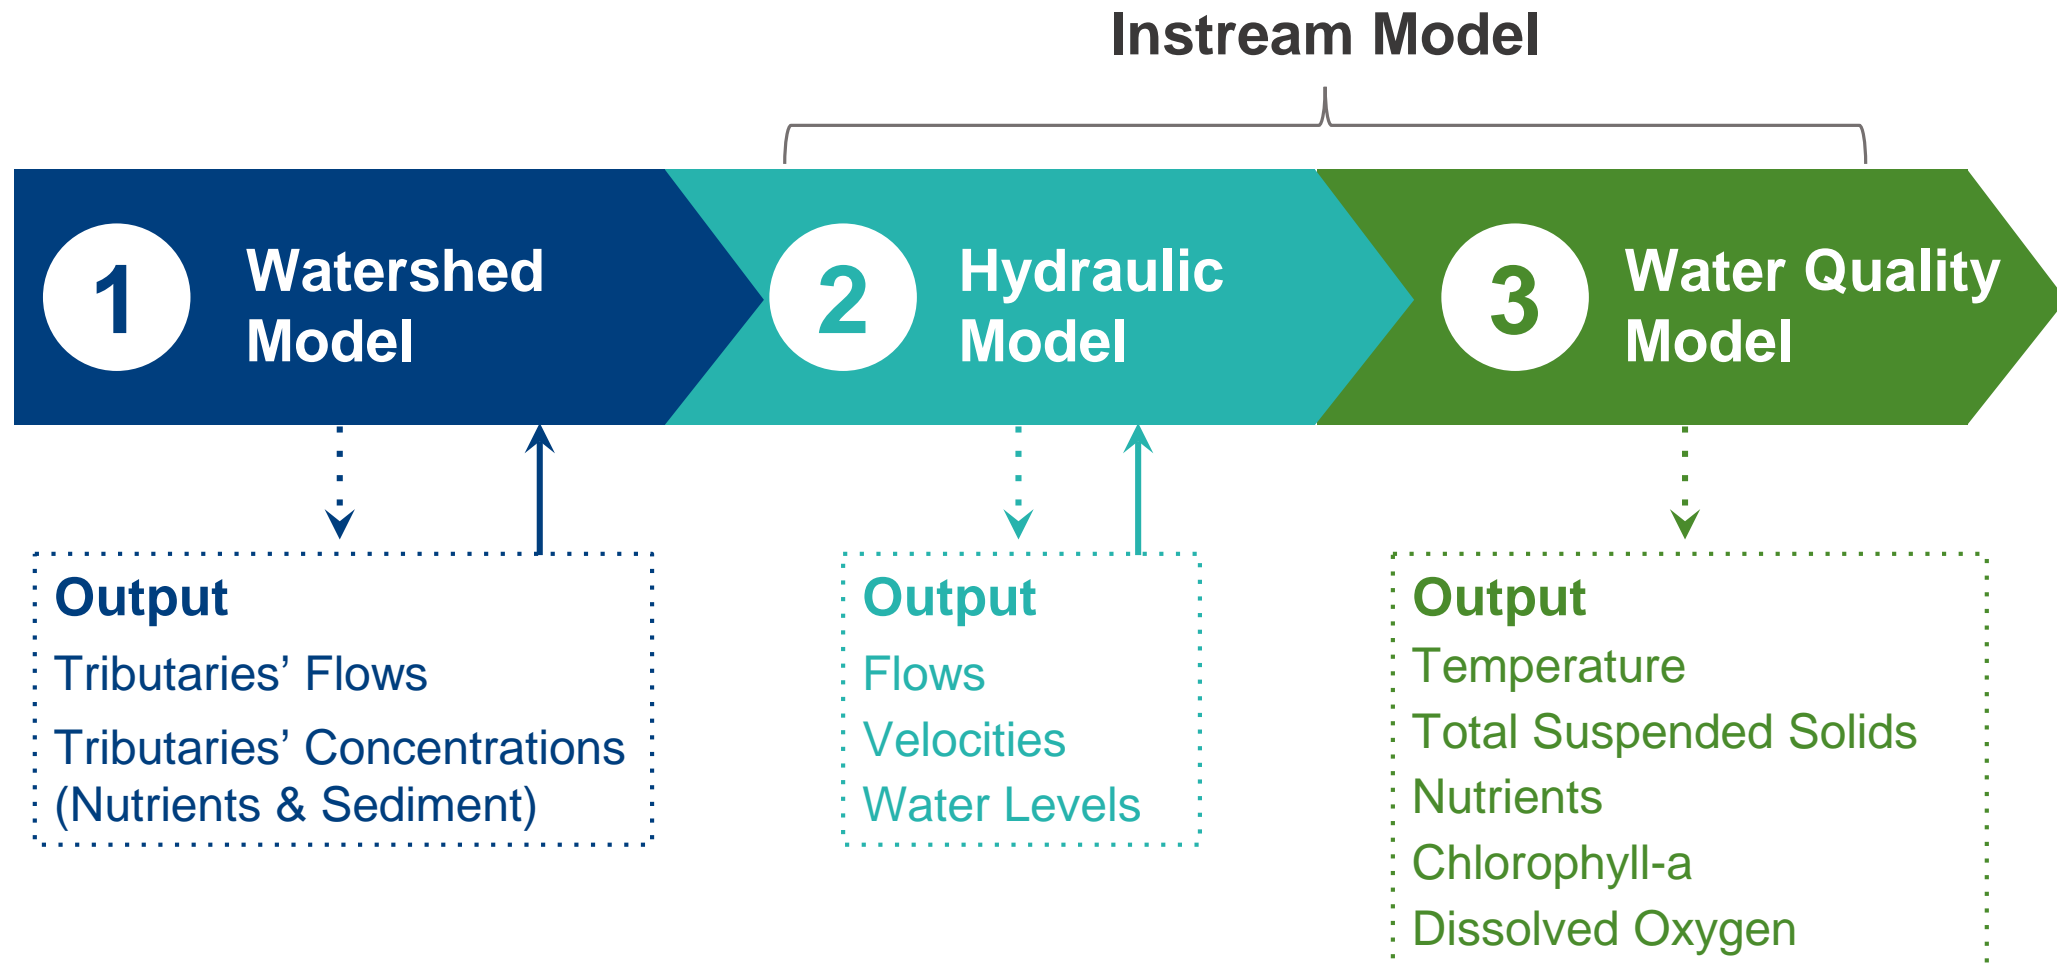 Instream Model
1
Watershed
Model
2
Hydraulic
Model
3
Water Quality
Model
Output
Tributaries’ Flows
Tributaries’ Concentrations
(Nutrients & Sediment)
Output
Flows
Velocities
Water Levels
Output
Temperature
Total Suspended Solids
Nutrients
Chlorophyll-a
Dissolved Oxygen